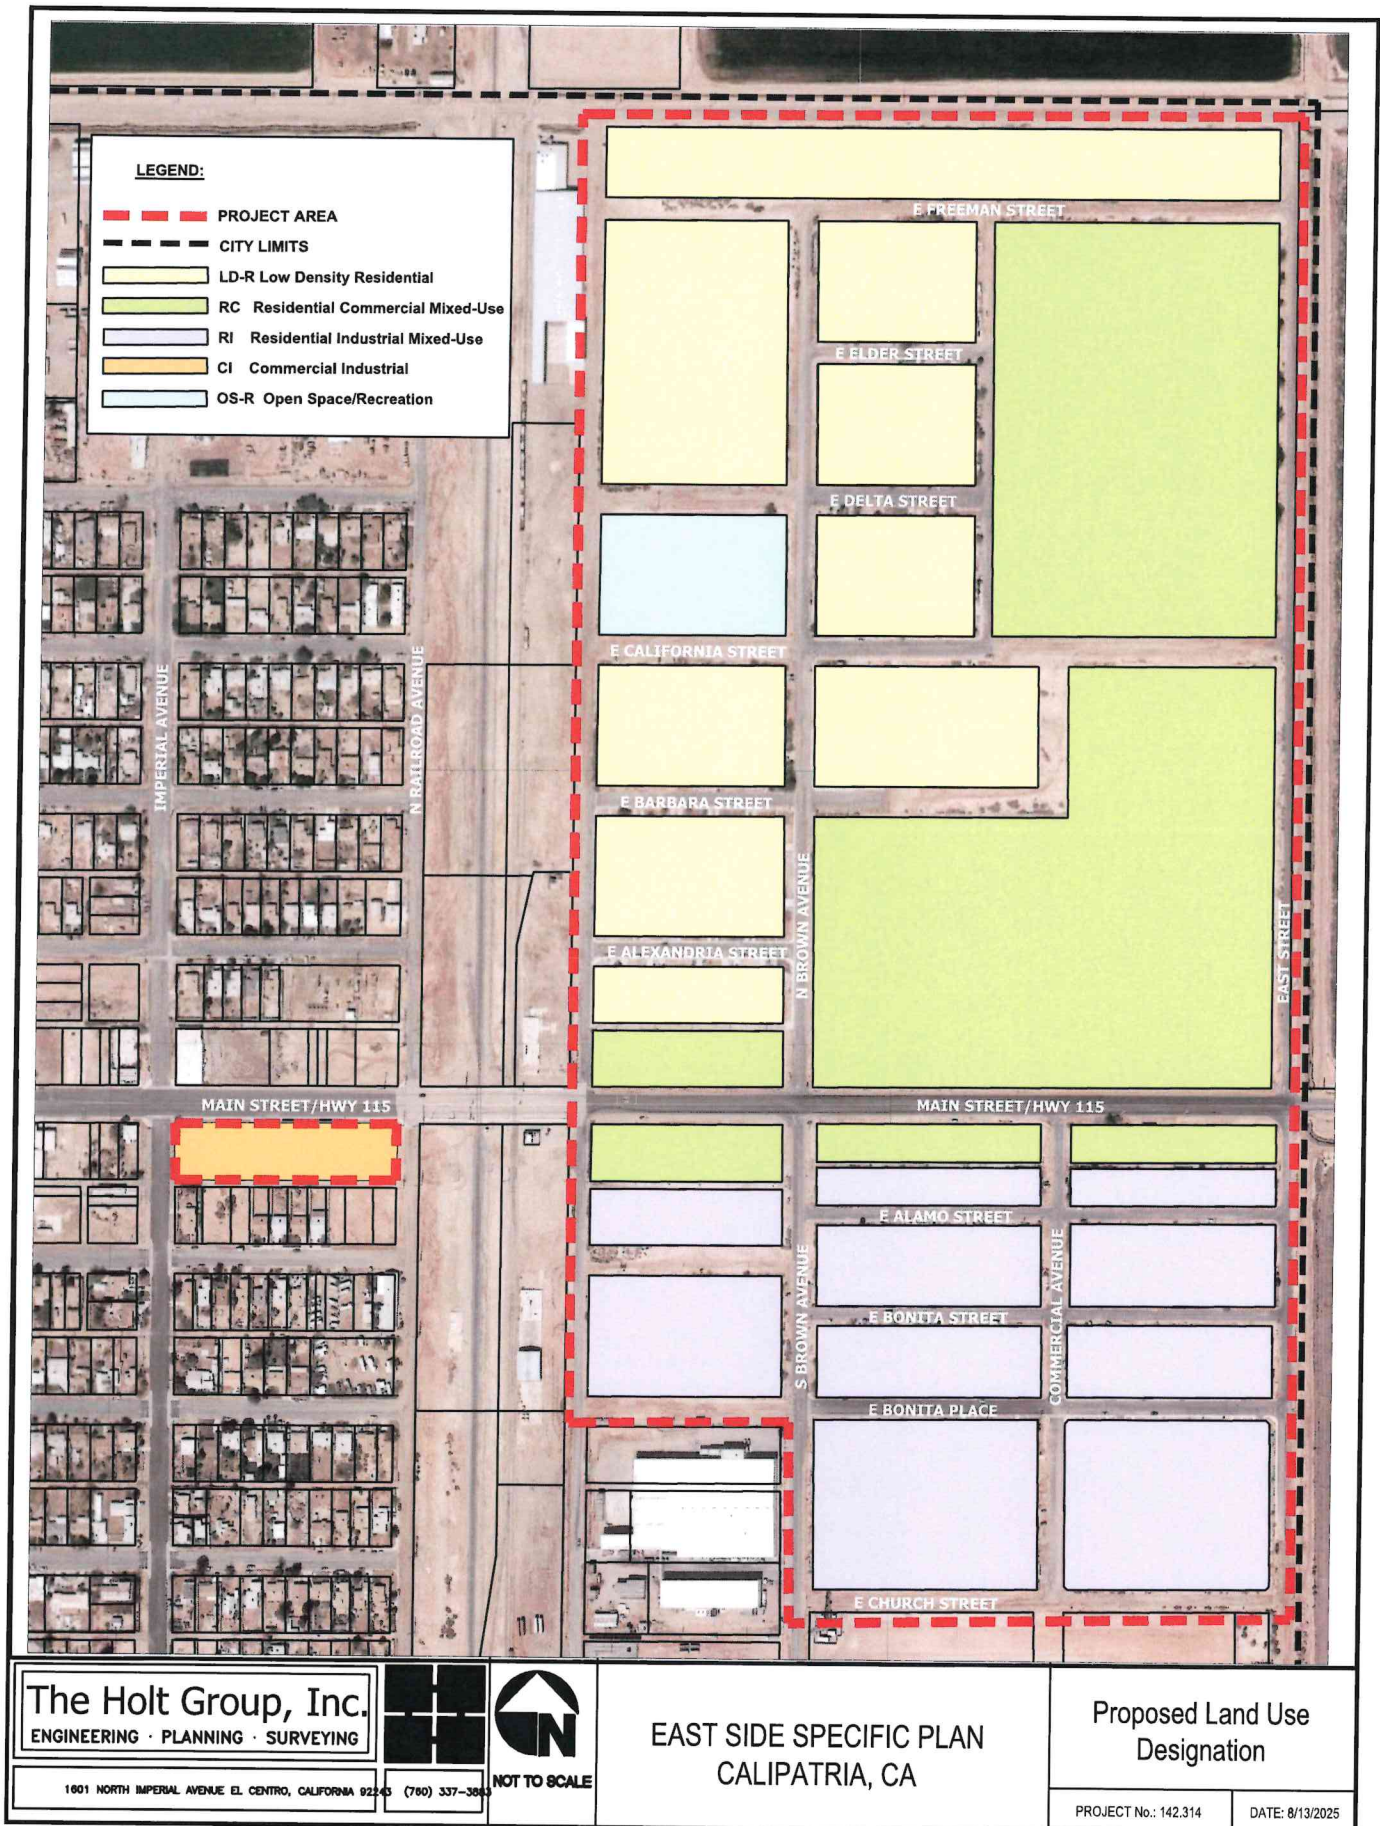 LEGEND:
PROJECT AREA
CITY LIMITS
LD-R Low Density Residential
RC Residential Commercial Mixed-Use
RI Residential Industrial Mixed-Use
CI Commercial Industrial
OS-R Open Space/Recreation
E FREEMAN STREET
E ELDER STREET
E DELTA STREET
E CALIFORNIA STREET
IMPERIAL AVENUE
N RAILROAD AVENUE
E BARBARA STREET
N BROWN AVENUE
E ALEXANDRIA STREET
EAST STREET
MAIN STREET/HWY 115
MAIN STREET/HWY 115
E ALAMO STREET
S BROWN AVENUE
COMMERCIAL AVENUE
E BONITA STREET
E BONITA PLACE
E CHURCH STREET
The Holt Group, Inc.
ENGINEERING · PLANNING · SURVEYING
1601 NORTH IMPERIAL AVENUE EL CENTRO, CALIFORNIA 92243 (760) 337-3883
N
NOT TO SCALE
EAST SIDE SPECIFIC PLAN
CALIPATRIA, CA
Proposed Land Use
Designation
PROJECT No.: 142.314
DATE: 8/13/2025